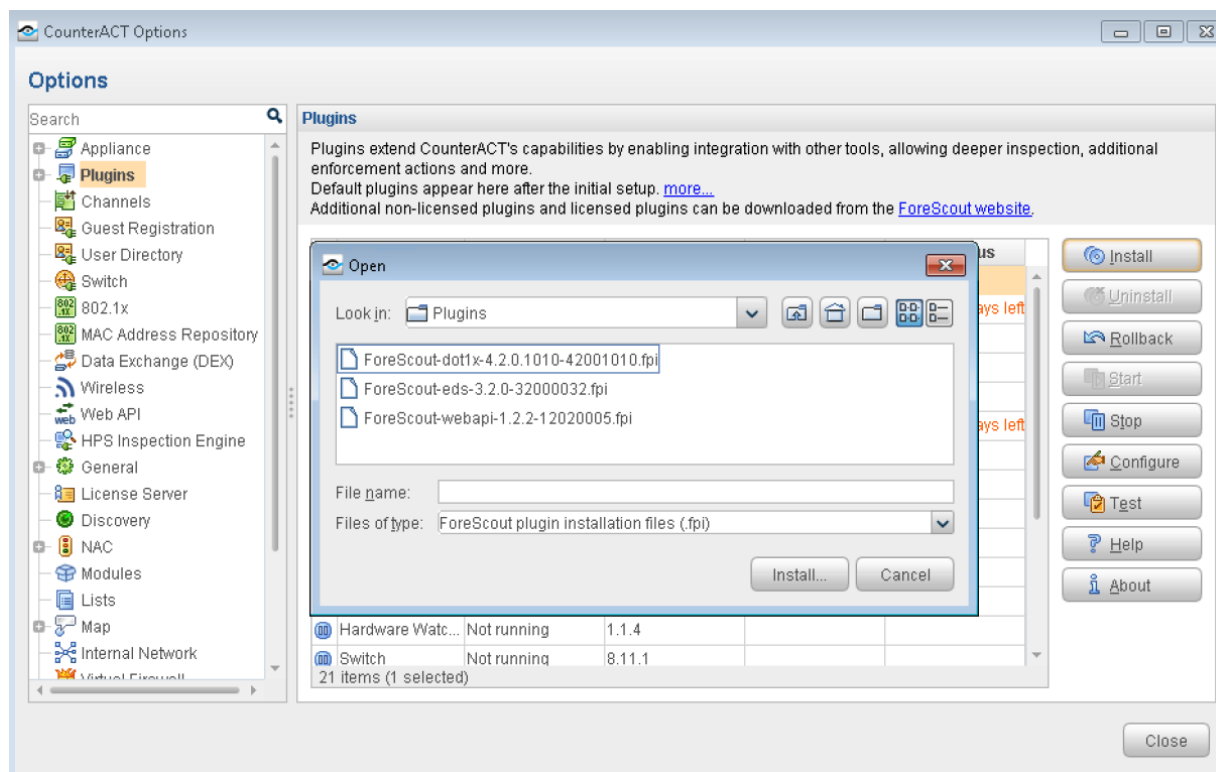 CounterACT Options
Options
Search
Appliance
Plugins
Channels
Guest Registration
User Directory
Switch
802.1x
MAC Address Repository
Data Exchange (DEX)
Wireless
Web API
HPS Inspection Engine
General
License Server
Discovery
NAC
Modules
Lists
Map
Internal Network
Virtual Firewall
Plugins
Plugins extend CounterACT's capabilities by enabling integration with other tools, allowing deeper inspection, additional
enforcement actions and more.
Default plugins appear here after the initial setup. more...
Additional non-licensed plugins and licensed plugins can be downloaded from the ForeScout website.
us
ays left
ays left
Open
Look in: Plugins
ForeScout-dot1x-4.2.0.1010-42001010.fpi
ForeScout-eds-3.2.0-32000032.fpi
ForeScout-webapi-1.2.2-12020005.fpi
File name:
Files of type: ForeScout plugin installation files (.fpi)
Install... Cancel
Hardware Watc... Not running 1.1.4
Switch Not running 8.11.1
21 items (1 selected)
Install
Uninstall
Rollback
Start
Stop
Configure
Test
Help
About
Close